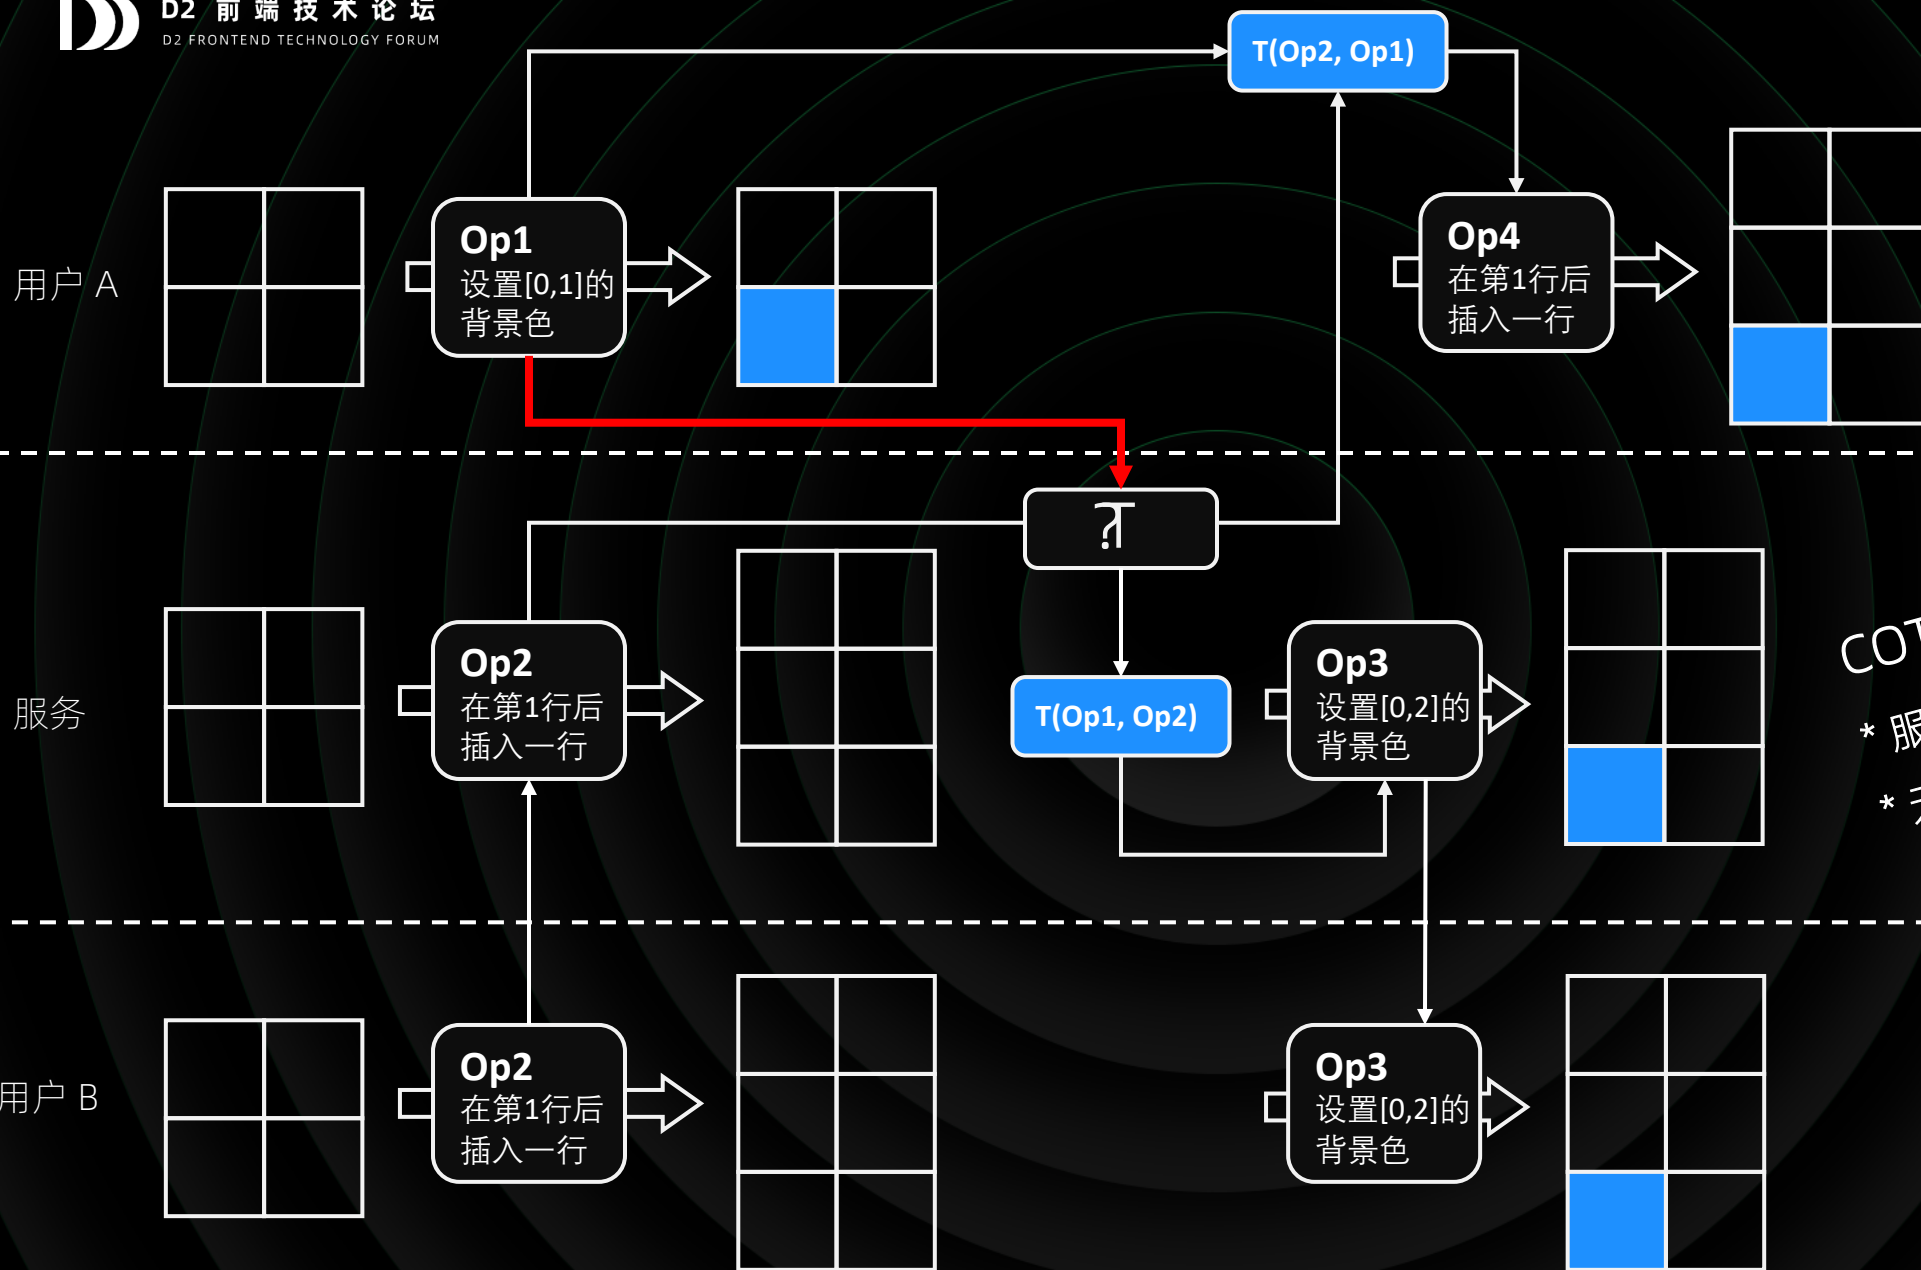 D2 前端技术论坛
D2 FRONTEND TECHNOLOGY FORUM
T(Op2, Op1)
用户 A
Op1
设置[0,1]的
背景色
Op4
在第1行后
插入一行
服务
Op2
在第1行后
插入一行
T(Op1, Op2)
Op3
设置[0,2]的
背景色
* 服
用户 B
Op2
在第1行后
插入一行
Op3
设置[0,2]的
背景色